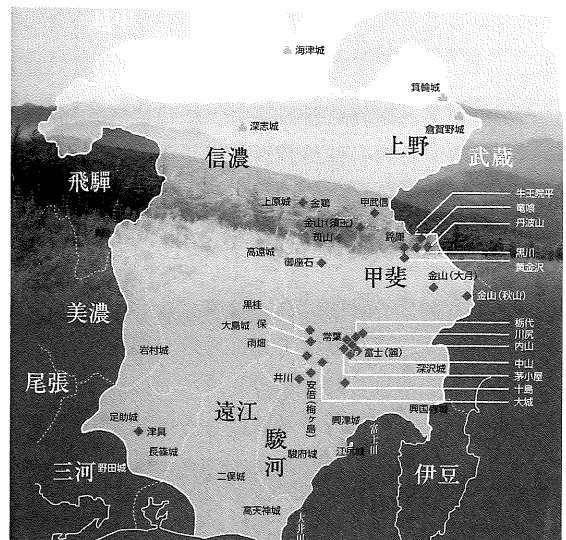 海津城
箕輪城
深志城
倉賀野城
信濃
上野
武蔵
飛騨
牛王院平
竜喰
丹波山
上原城
金鶏
甲武信
金山(須玉)
高遠城
御座石
黒川
黄金沢
甲斐
金山(大月)
金山(秋山)
美濃
黒桂
大島城
保
雨畑
常葉
栃代
川尻
内山
富士(麓)
中山
茅小屋
十島
大城
岩村城
深沢城
尾張
井川
安倍(梅ヶ島)
遠江
駿河
興津城
興国寺城
富士川
足助城
津具
長篠城
駿府城
江尻城
伊豆
三河
野田城
二俣城
高天神城
大井川